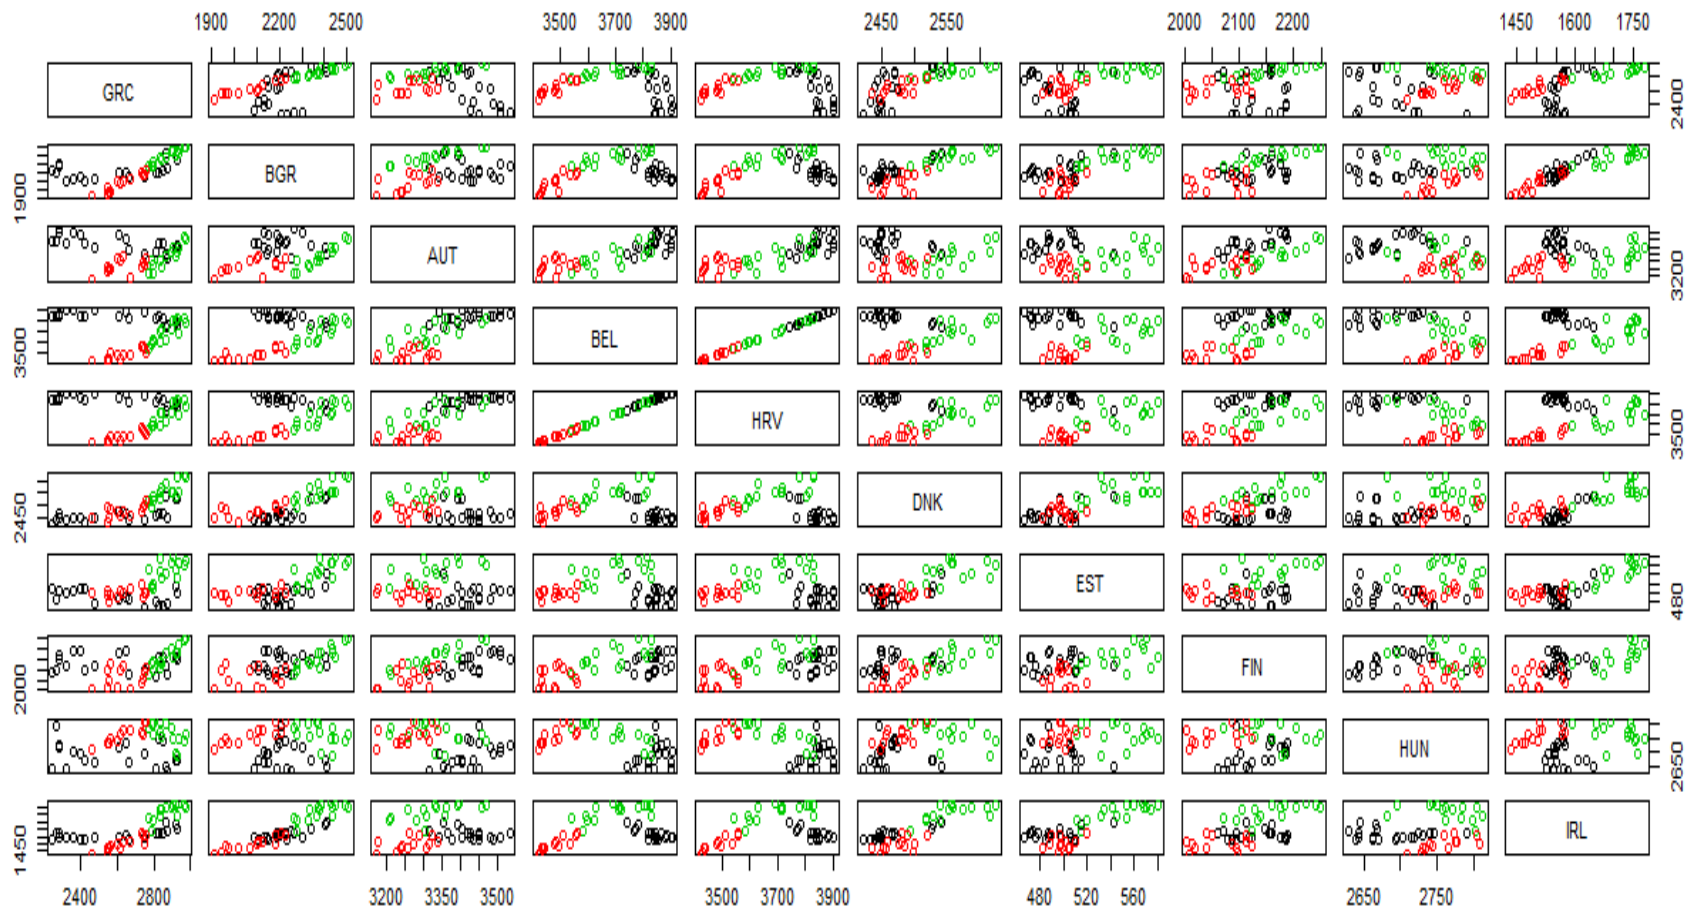 1900 2200 2500 3500 3700 3900 2450 2550 2000 2100 2200 1450 1600 1750
GRC 2400
1900 BGR
AUT 3200
3500 BEL
HRV 3500
2450 DNK
EST 480
2000 FIN
HUN 2650
1450 IRL
2400 2800 3200 3350 3500 3500 3700 3900 480 520 560 2650 2750